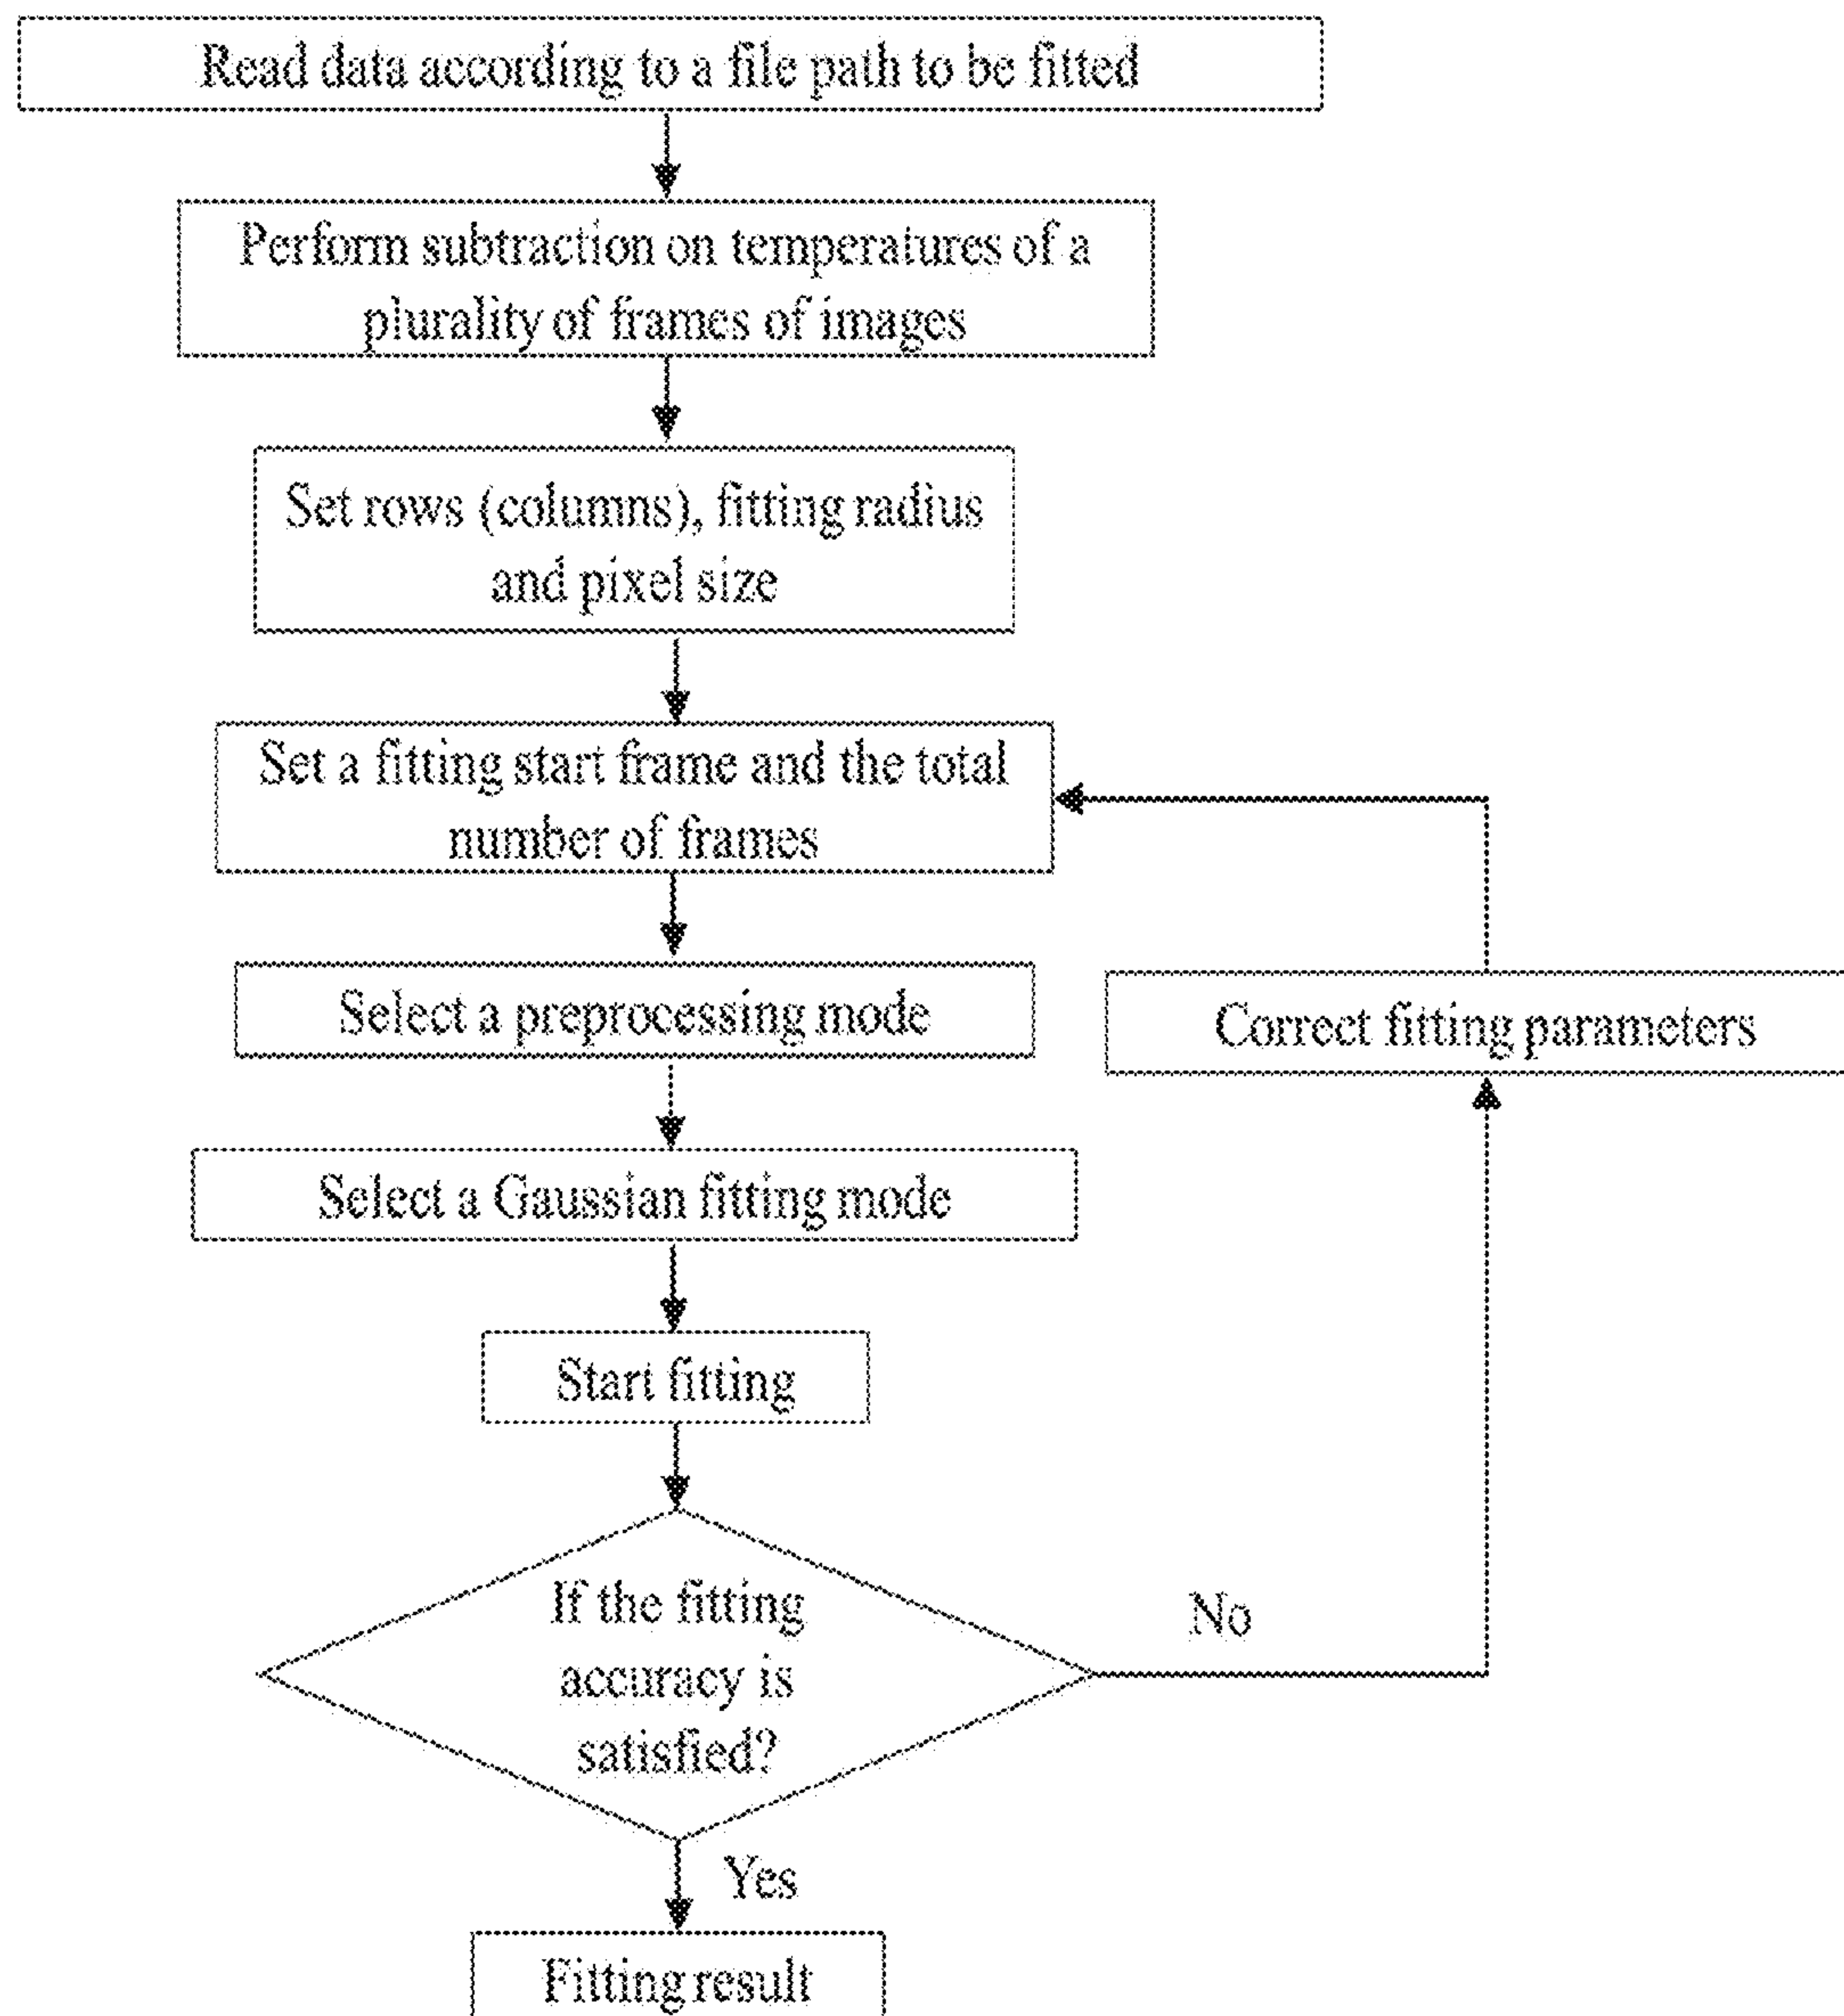 Read data according to a file path to be fitted
Perform subtraction on temperatures of a
plurality of frames of images
Set rows (columns), fitting radius
and pixel size
Set a fitting start frame and the total
number of frames
Select a preprocessing mode
Correct fitting parameters
Select a Gaussian fitting mode
Start fitting
If the fitting
accuracy is
satisfied?
No
Yes
Fitting result